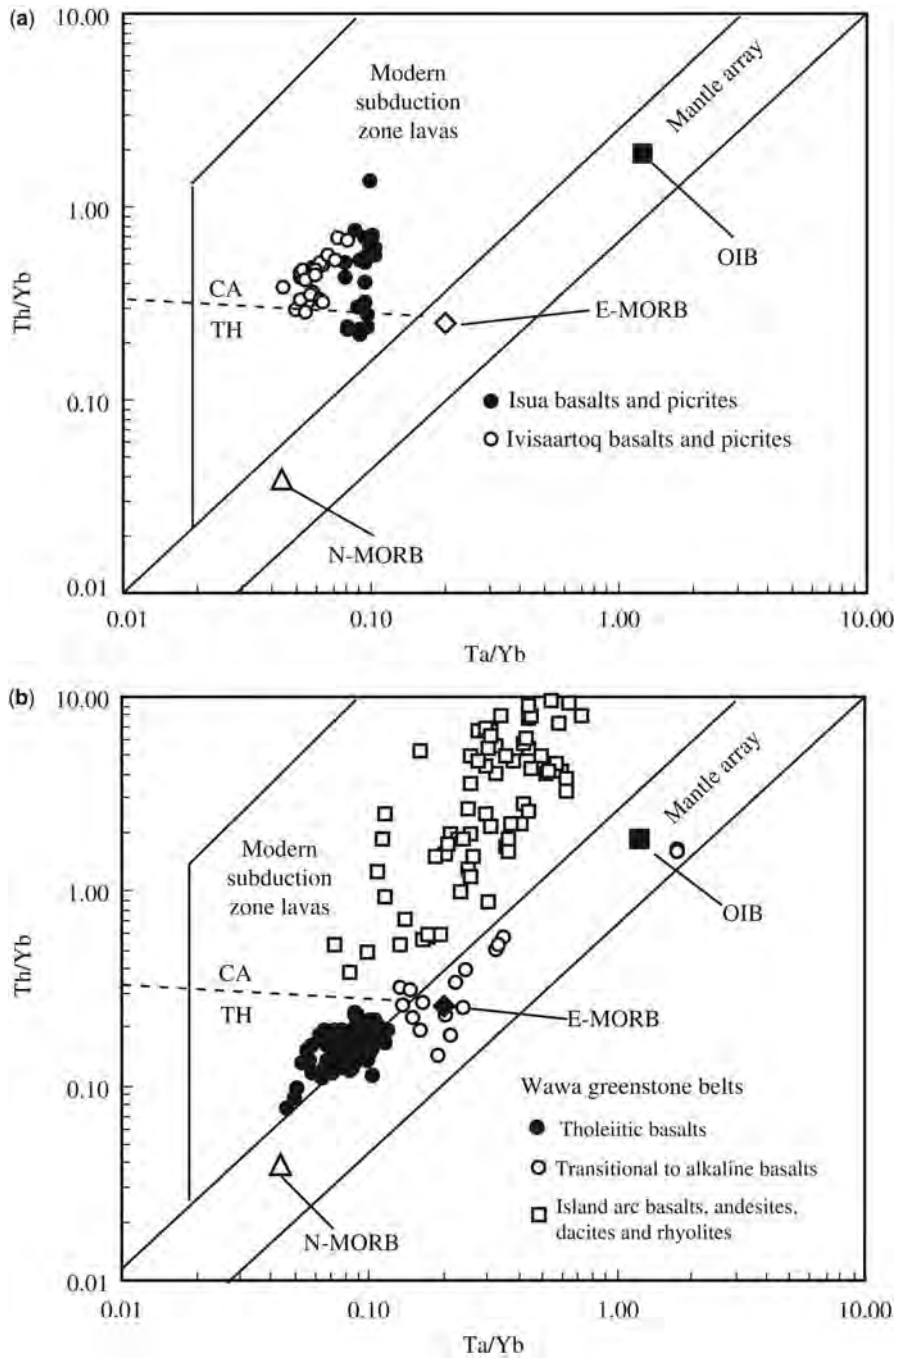 (a)
10.00
Modern
subduction
zone lavas
Mantle array
1.00
OIB
CA
TH
E-MORB
Th/Yb
0.10
Isua basalts and picrites
Ivisaartoq basalts and picrites
N-MORB
0.01
0.01
0.10
1.00
10.00
Ta/Yb
(b)
10.00
Mantle array
Modern
subduction
zone lavas
1.00
OIB
CA
TH
E-MORB
Th/Yb
0.10
Wawa greenstone belts
Tholeiitic basalts
Transitional to alkaline basalts
Island arc basalts, andesites,
dacites and rhyolites
N-MORB
0.01
0.01
0.10
1.00
10.00
Ta/Yb